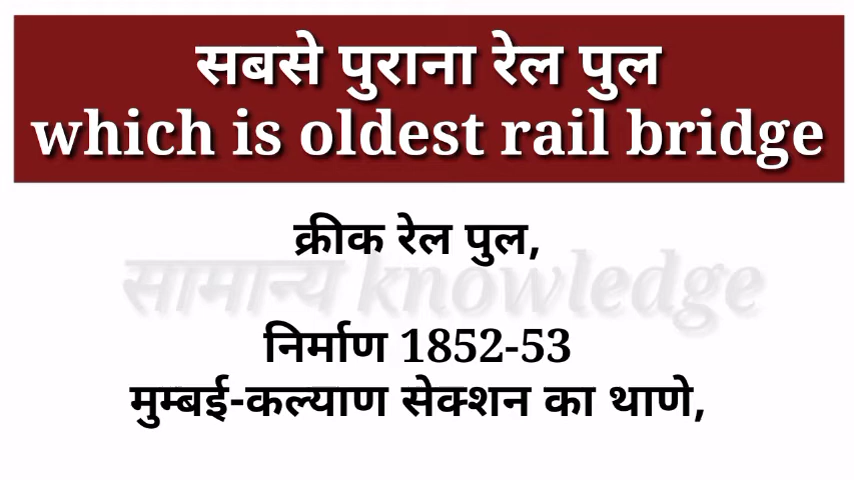 सबसे पुराना रेल पुल
which is oldest rail bridge
क्रीक रेल पुल,
सामान्य knowledge
निर्माण 1852-53
मुम्बई-कल्याण सेक्शन का थाणे,